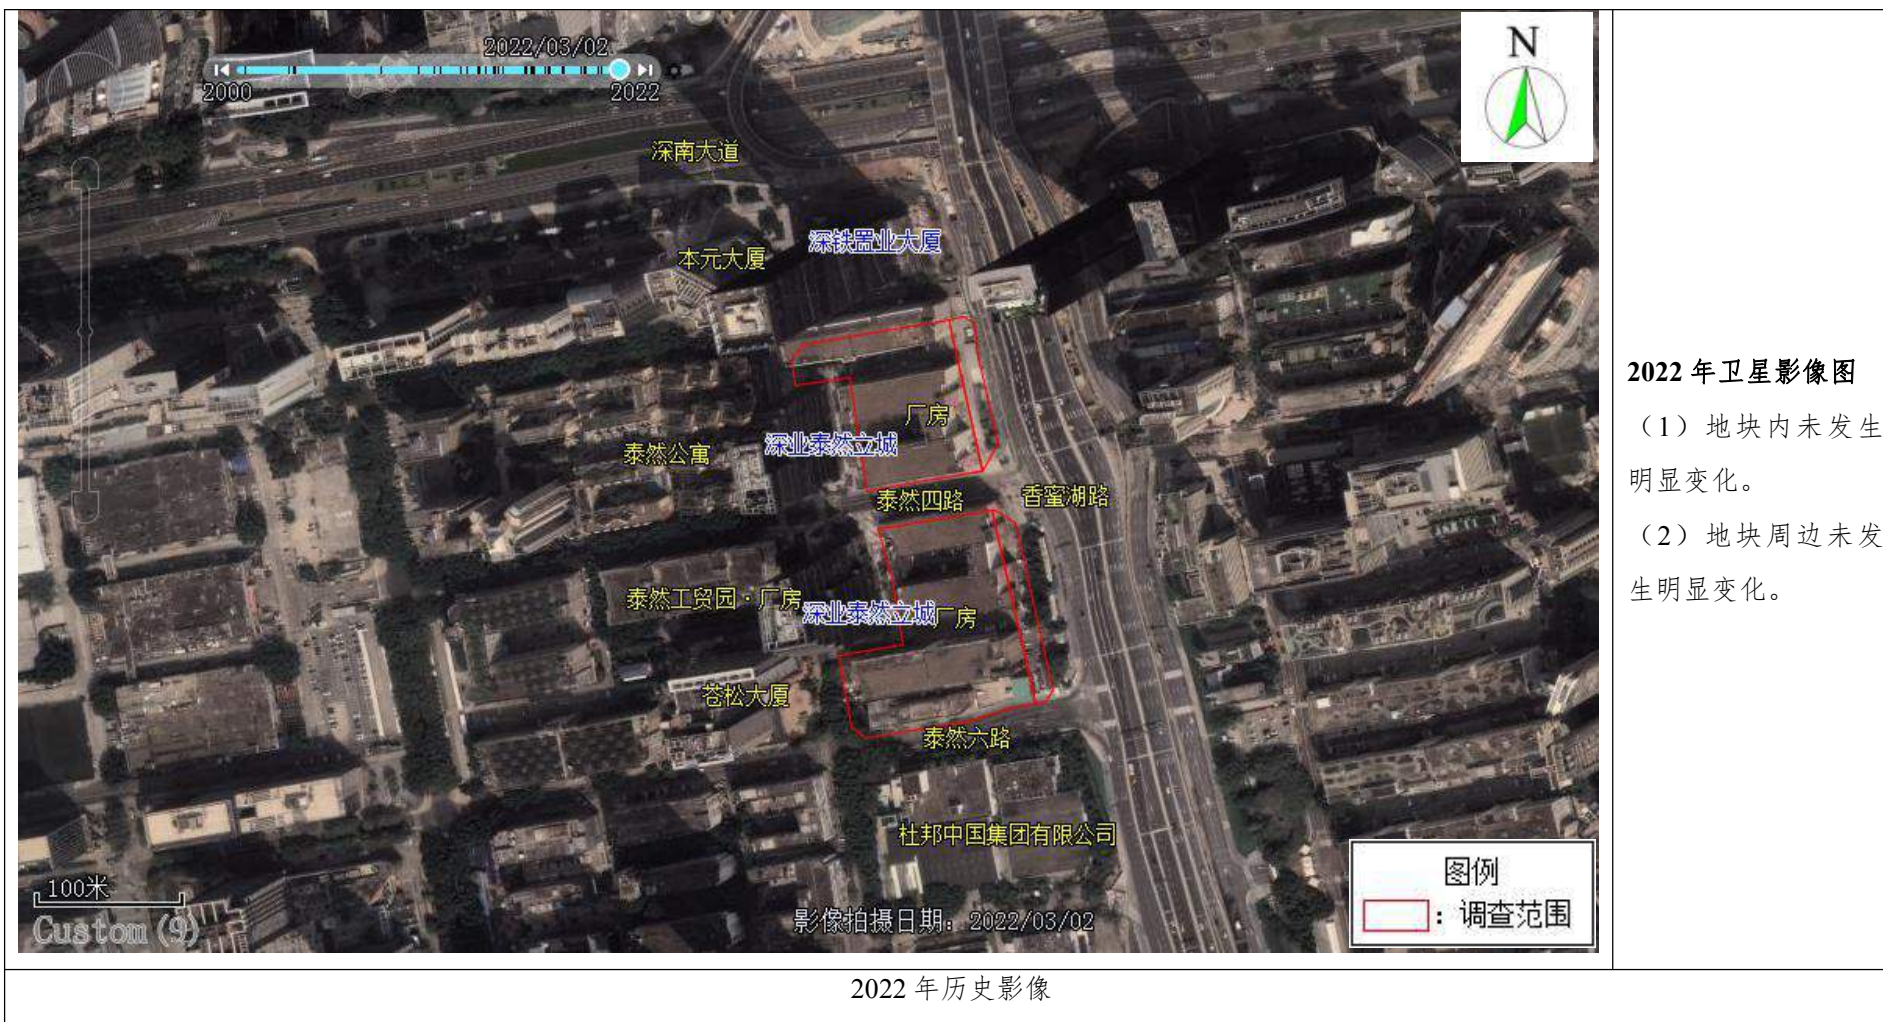 2022/03/02
2000
2022
N
深南大道
深铁置业大厦
本元大厦
厂房
深业泰然立城
泰然公寓
泰然四路
香蜜湖路
泰然工贸园·厂房
深业泰然立城
厂房
苍松大厦
泰然六路
杜邦中国集团有限公司
100米
Custom (9)
影像拍摄日期: 2022/03/02
图例
：调查范围
2022 年卫星影像图
（1）地块内未发生
明显变化。
（2）地块周边未发
生明显变化。
2022 年历史影像